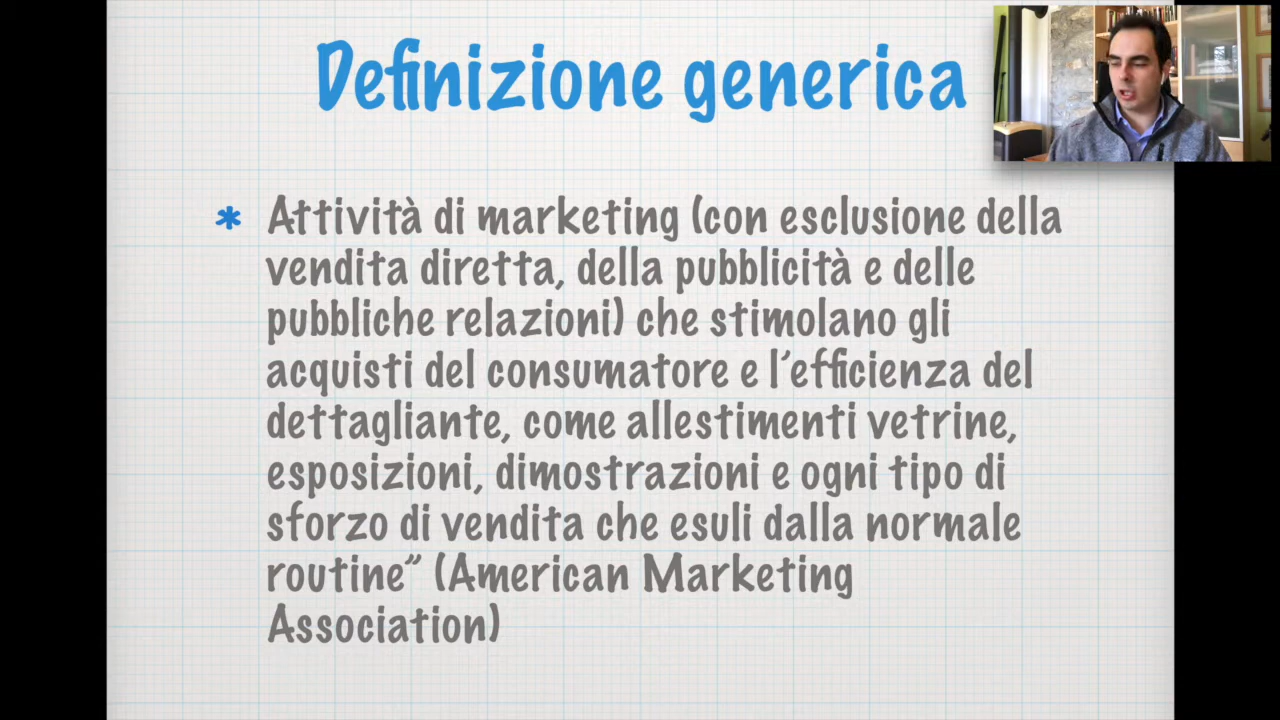 Definizione generica
* Attività di marketing (con esclusione della
vendita diretta, della pubblicità e delle
pubbliche relazioni) che stimolano gli
acquisti del consumatore e l’efficienza del
dettagliante, come allestimenti vetrine,
esposizioni, dimostrazioni e ogni tipo di
sforzo di vendita che esuli dalla normale
routine” (American Marketing
Association)